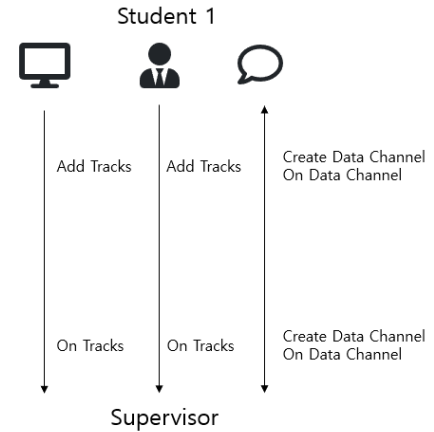 Student 1
Add Tracks
Add Tracks
Create Data Channel
On Data Channel
On Tracks
On Tracks
Create Data Channel
On Data Channel
Supervisor